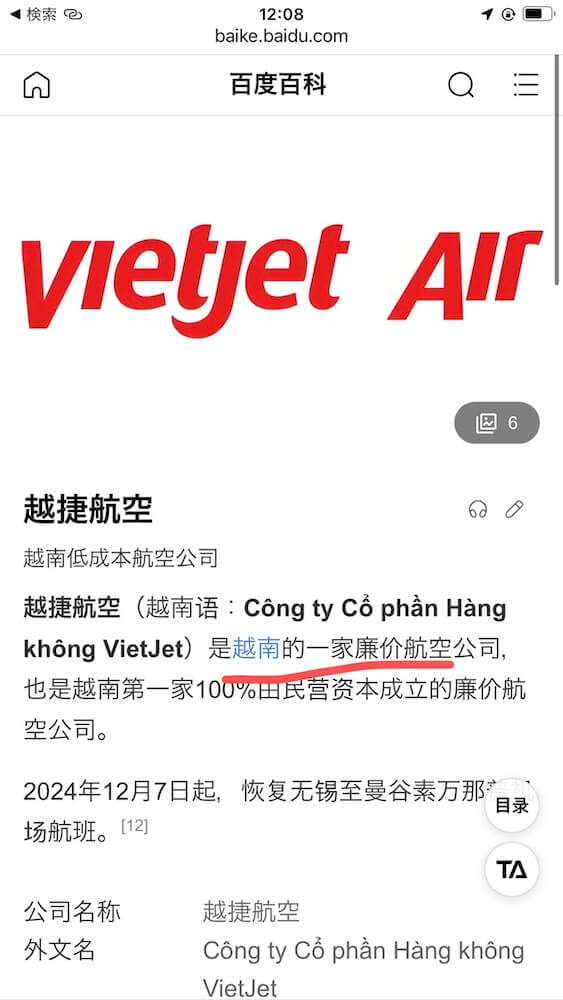 検索
12:08
baike.baidu.com
百度百科
vietjet Air
6
越捷航空
越南低成本航空公司
越捷航空（越南语：Công ty Cổ phần Hàng
không VietJet）是越南的一家廉价航空公司,
也是越南第一家100%由民营资本成立的廉价航
空公司。
2024年12月7日起，恢复无锡至曼谷素万那
场航班。[12]
目录
TA
公司名称 越捷航空
外文名 Công ty Cổ phần Hàng không
VietJet